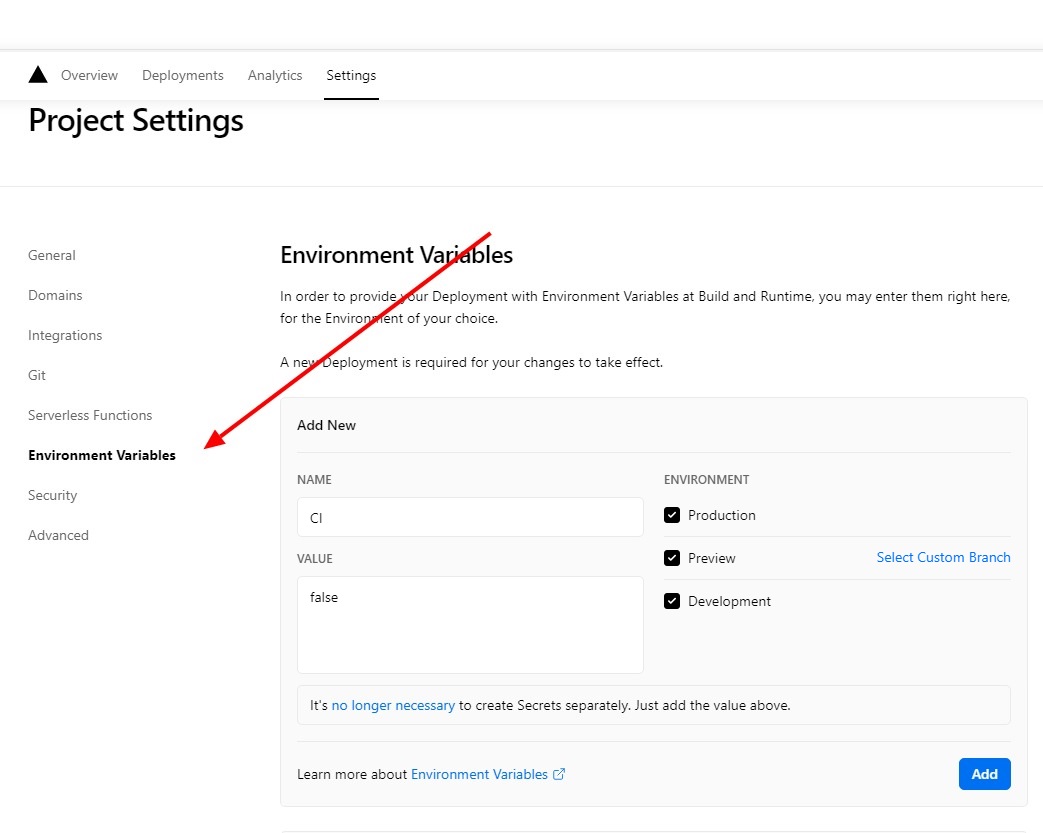 Overview Deployments Analytics Settings
Project Settings
General
Domains
Integrations
Git
Serverless Functions
Environment Variables
Security
Advanced
Environment Variables
In order to provide your Deployment with Environment Variables at Build and Runtime, you may enter them right here,
for the Environment of your choice.
A new Deployment is required for your changes to take effect.
Add New
NAME
CI
VALUE
false
ENVIRONMENT
Production
Preview Select Custom Branch
Development
It's no longer necessary to create Secrets separately. Just add the value above.
Learn more about Environment Variables
Add